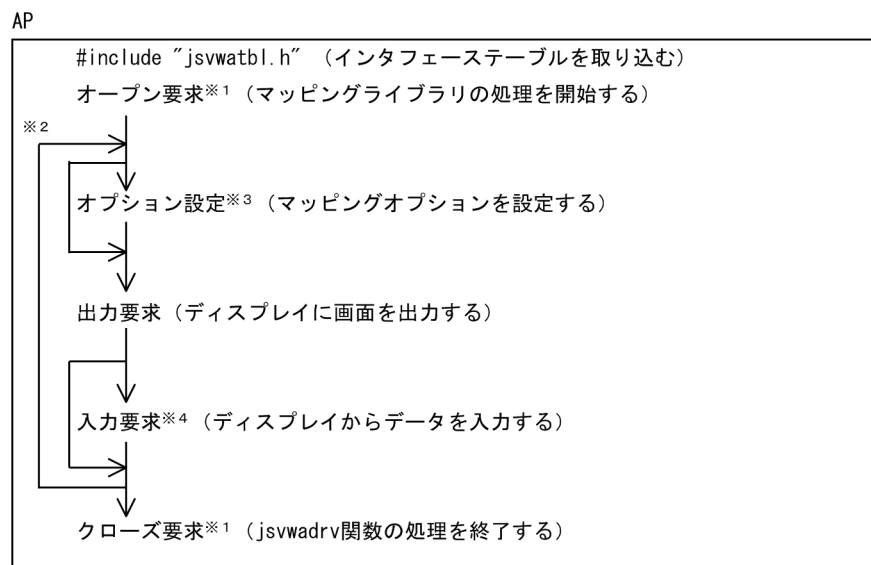 AP
#include "jsvwatbl.h" （インタフェーステーブルを取り込む）
オープン要求※1（マッピングライブラリの処理を開始する）
※2
オプション設定※3（マッピングオプションを設定する）
出力要求（ディスプレイに画面を出力する）
入力要求※4（ディスプレイからデータを入力する）
クローズ要求※1（jsvwadrv関数の処理を終了する）